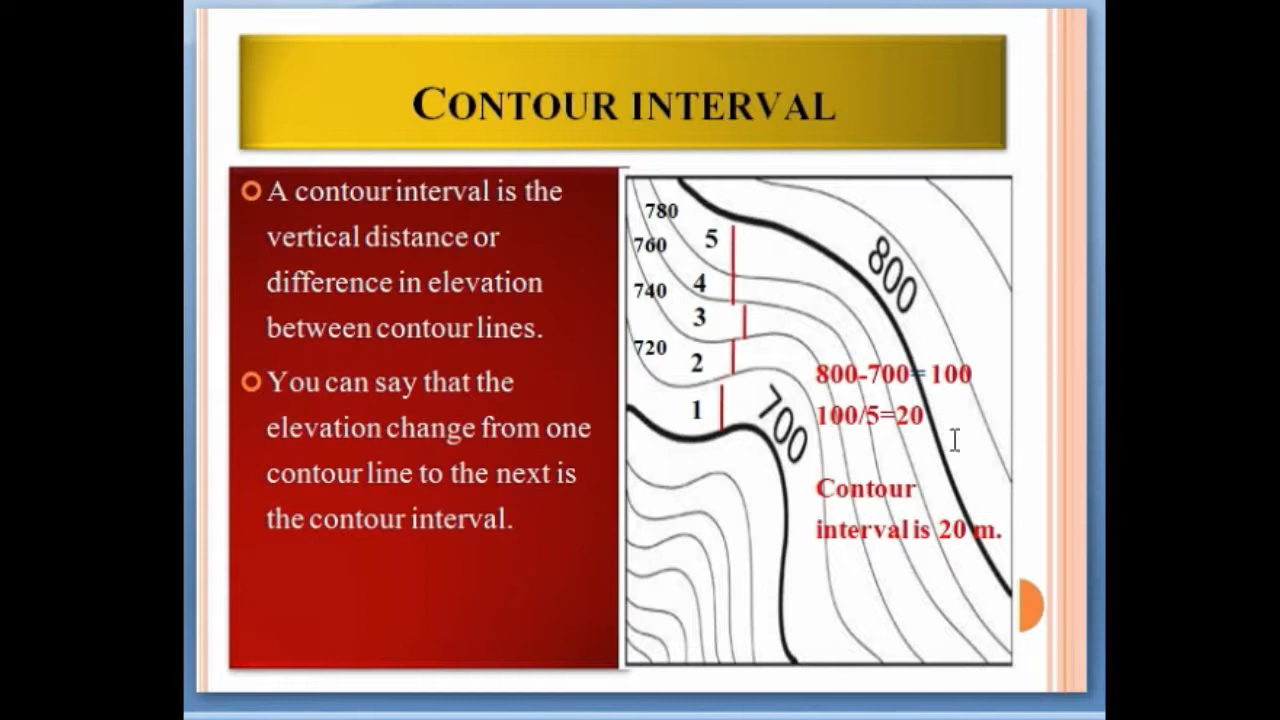 CONTOUR INTERVAL
A contour interval is the
vertical distance or
difference in elevation
between contour lines.
You can say that the
elevation change from one
contour line to the next is
the contour interval.
780
760
740
720
5
4
3
2
1
800
700
800-700=100
100/5=20
Contour
interval is 20 m.